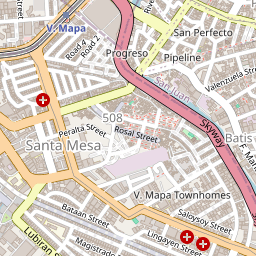 V. Mapa
Road 4
Road 2
San Perfecto
Progreso
Pipeline
San Juan
Valenzuela Street
508
Peralta Street
Rosal Street
Skyway
F. Man
Santa Mesa
Batis
V. Mapa Townhomes
Bataan Street
Saloysoy Street
Lubiran
Magistrado
Lingayen Street